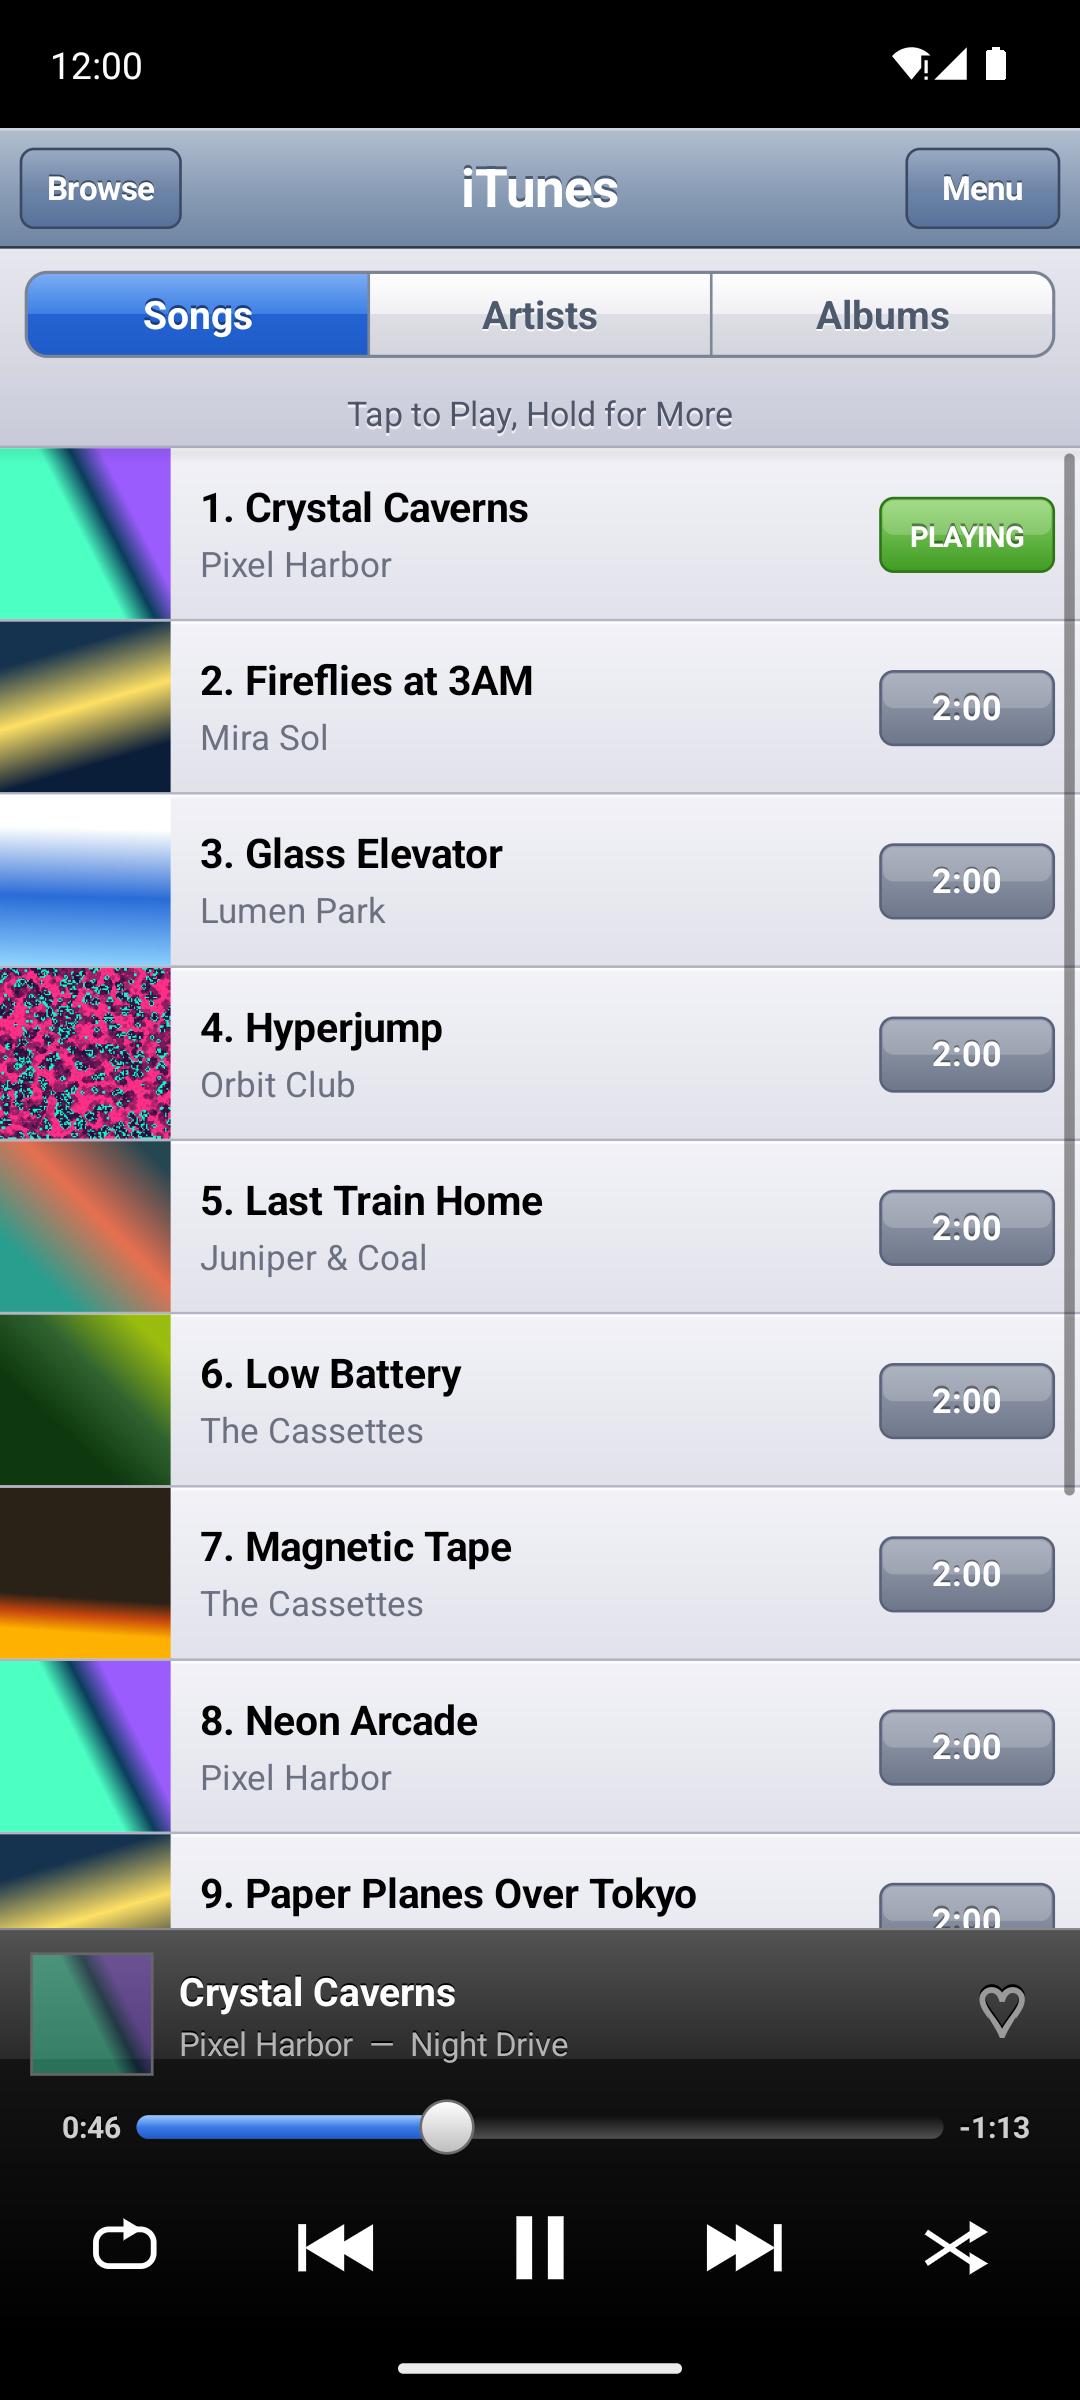 12:00
Browse
iTunes
Menu
Songs
Artists
Albums
Tap to Play, Hold for More
1. Crystal Caverns
Pixel Harbor
PLAYING
2. Fireflies at 3AM
Mira Sol
2:00
3. Glass Elevator
Lumen Park
2:00
4. Hyperjump
Orbit Club
2:00
5. Last Train Home
Juniper & Coal
2:00
6. Low Battery
The Cassettes
2:00
7. Magnetic Tape
The Cassettes
2:00
8. Neon Arcade
Pixel Harbor
2:00
9. Paper Planes Over Tokyo
2:00
Crystal Caverns
Pixel Harbor — Night Drive
0:46
-1:13